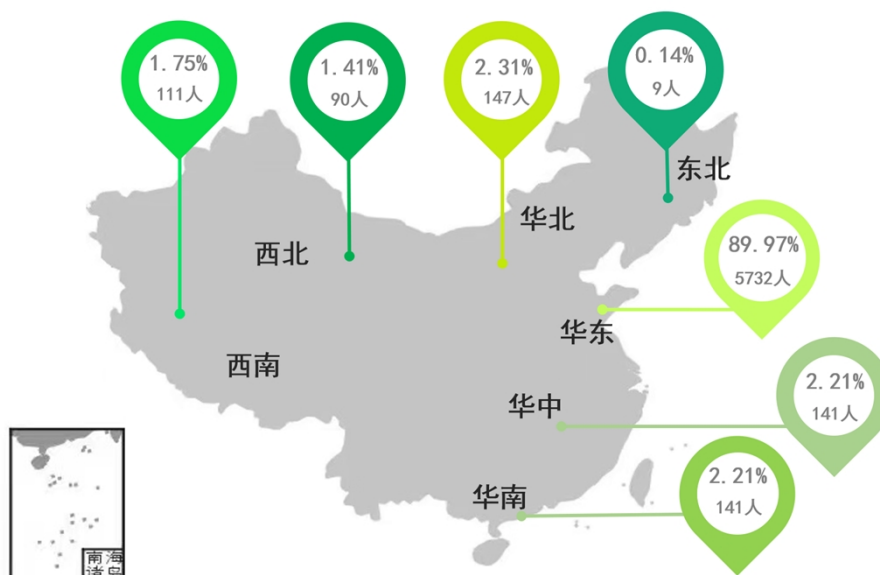 1.75%
111人
1.41%
90人
2.31%
147人
0.14%
9人
东北
华北
西北
89.97%
5732人
华东
西南
华中
2.21%
141人
华南
2.21%
141人
南海
诸岛